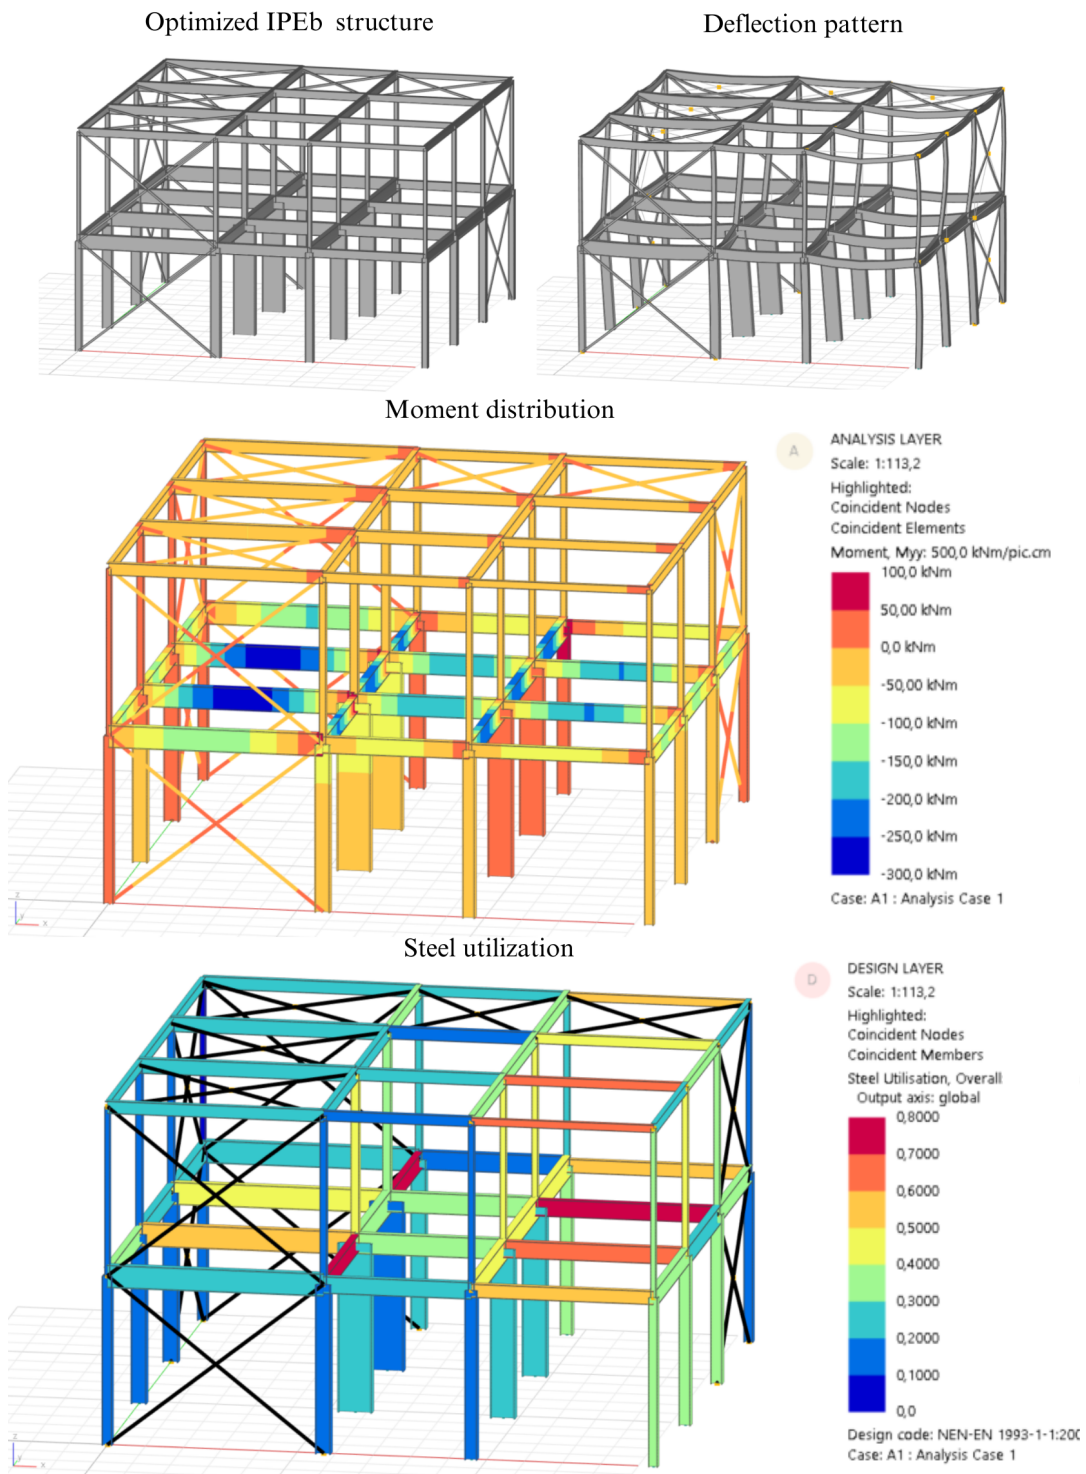 Optimized IPEb structure
Deflection pattern
Moment distribution
A
ANALYSIS LAYER
Scale: 1:113,2
Highlighted:
Coincident Nodes
Coincident Elements
Moment, Myy: 500,0 kNm/pic.cm
100,0 kNm
50,00 kNm
0,0 kNm
-50,00 kNm
-100,0 kNm
-150,0 kNm
-200,0 kNm
-250,0 kNm
-300,0 kNm
Case: A1 : Analysis Case 1
z
y
x
Steel utilization
D
DESIGN LAYER
Scale: 1:113,2
Highlighted:
Coincident Nodes
Coincident Members
Steel Utilisation, Overall
Output axis: global
0,8000
0,7000
0,6000
0,5000
0,4000
0,3000
0,2000
0,1000
0,0
Design code: NEN-EN 1993-1-1:200
Case: A1 : Analysis Case 1
z
y
x